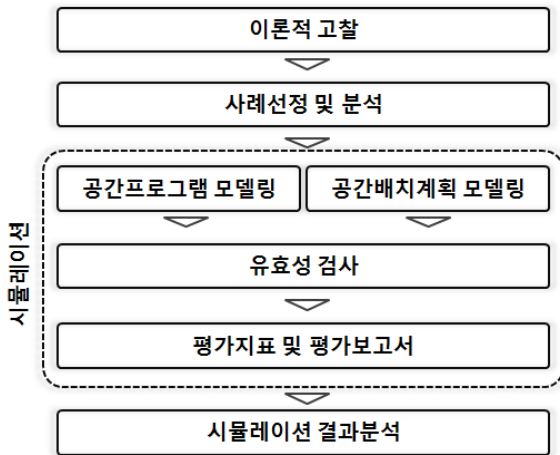 이론적 고찰
사례선정 및 분석
시뮬레이션
공간프로그램 모델링
공간배치계획 모델링
유효성 검사
평가지표 및 평가보고서
시뮬레이션 결과분석